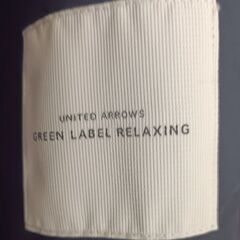 UNITED ARROWS
GREEN LABEL RELAXING